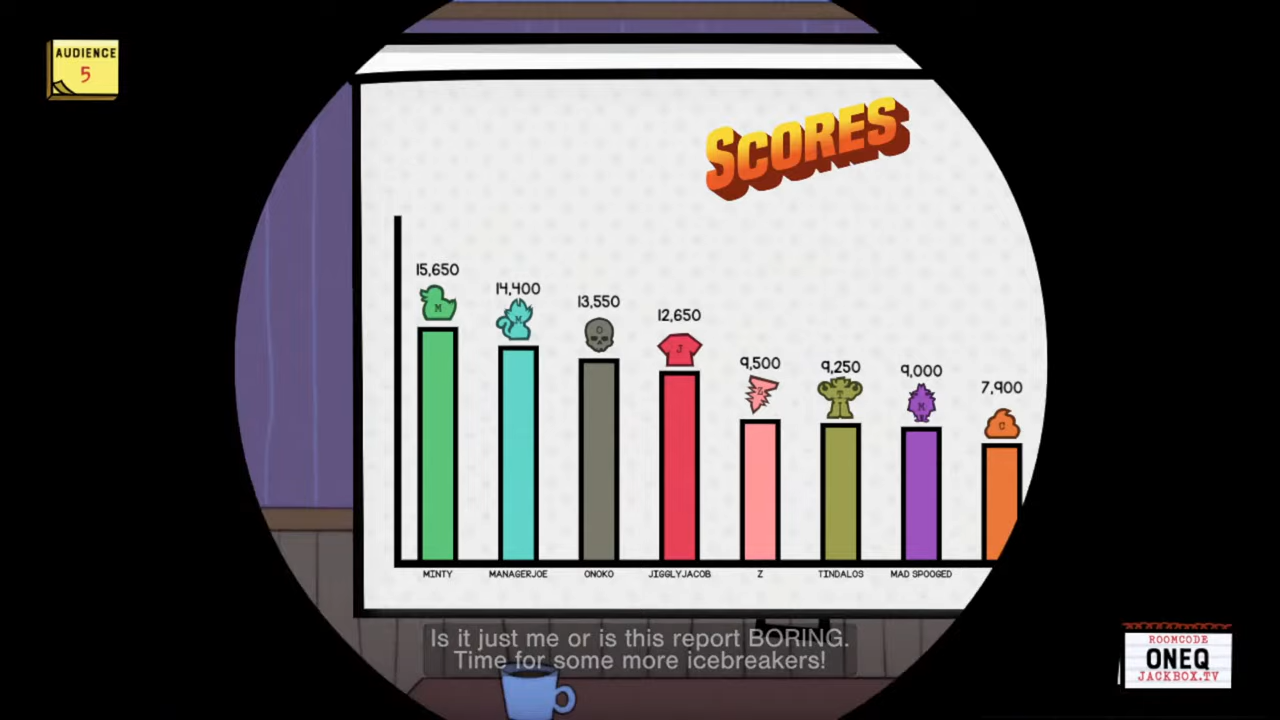 AUDIENCE
5
SCORES
15,650
14,400
13,550
12,650
9,500
9,250
9,000
7,900
M
M
O
J
Z
T
M
C
MINTY
MANAGERJOE
ONOKO
JIGGLYJACOB
Z
TINDALOS
MAD SPOOGED
Is it just me or is this report BORING.
Time for some more icebreakers!
ROOMCODE
ONEQ
JACKBOX.TV